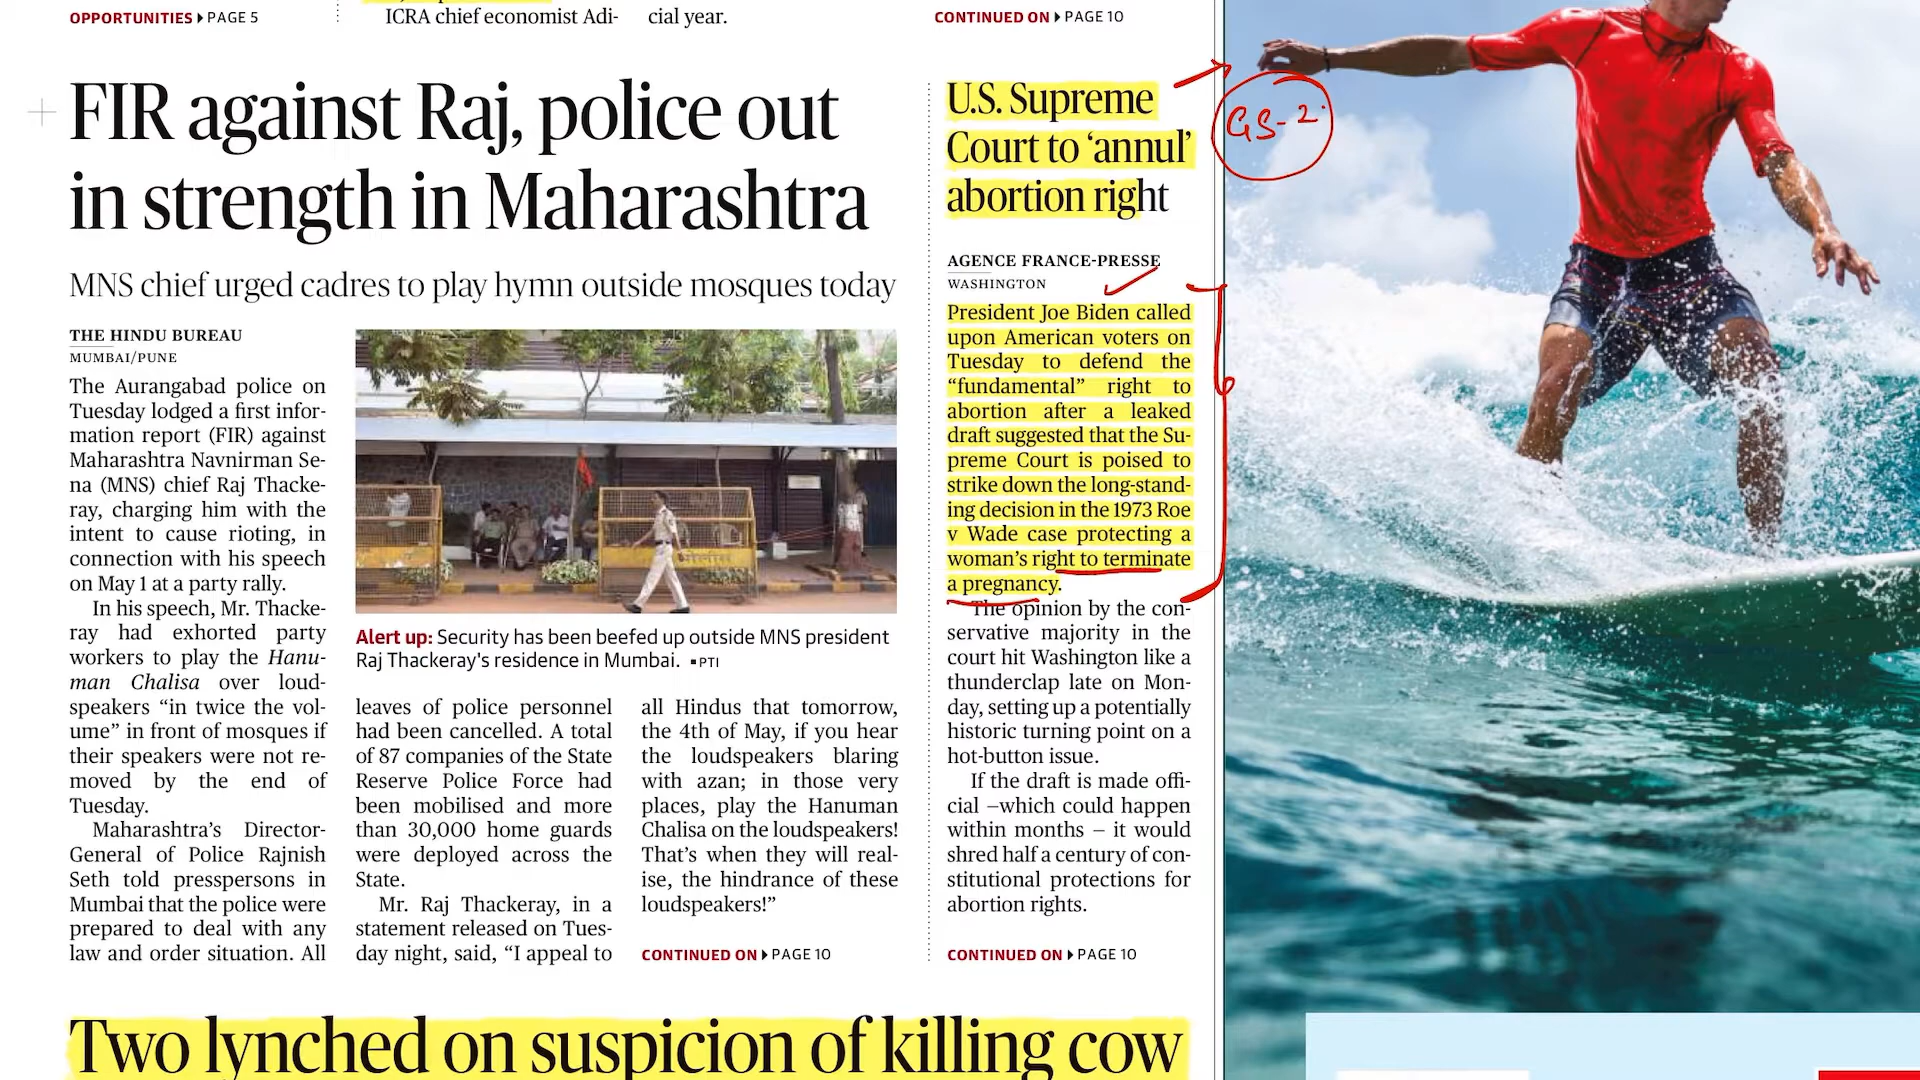 OPPORTUNITIES ▸ PAGE 5
ICRA chief economist Adi-
cial year.
CONTINUED ON ▸ PAGE 10
FIR against Raj, police out
in strength in Maharashtra
MNS chief urged cadres to play hymn outside mosques today
THE HINDU BUREAU
MUMBAI/PUNE
The Aurangabad police on
Tuesday lodged a first infor-
mation report (FIR) against
Maharashtra Navnirman Se-
na (MNS) chief Raj Thacke-
ray, charging him with the
intent to cause rioting, in
connection with his speech
on May 1 at a party rally.
In his speech, Mr. Thacke-
ray had exhorted party
workers to play the Hanu-
man Chalisa over loud-
speakers “in twice the vol-
ume” in front of mosques if
their speakers were not re-
moved by the end of
Tuesday.
Maharashtra’s Director-
General of Police Rajnish
Seth told presspersons in
Mumbai that the police were
prepared to deal with any
law and order situation. All
Alert up: Security has been beefed up outside MNS president
Raj Thackeray's residence in Mumbai. ▪ PTI
leaves of police personnel
had been cancelled. A total
of 87 companies of the State
Reserve Police Force had
been mobilised and more
than 30,000 home guards
were deployed across the
State.
Mr. Raj Thackeray, in a
statement released on Tues-
day night, said, “I appeal to
all Hindus that tomorrow,
the 4th of May, if you hear
the loudspeakers blaring
with azan; in those very
places, play the Hanuman
Chalisa on the loudspeakers!
That’s when they will real-
ise, the hindrance of these
loudspeakers!”
CONTINUED ON ▸ PAGE 10
U.S. Supreme
Court to ‘annul’
abortion right
GS-2
AGENCE FRANCE-PRESSE
WASHINGTON
President Joe Biden called
upon American voters on
Tuesday to defend the
“fundamental” right to
abortion after a leaked
draft suggested that the Su-
preme Court is poised to
strike down the long-stand-
ing decision in the 1973 Roe
v Wade case protecting a
woman’s right to terminate
a pregnancy.
The opinion by the con-
servative majority in the
court hit Washington like a
thunderclap late on Mon-
day, setting up a potentially
historic turning point on a
hot-button issue.
If the draft is made offi-
cial –which could happen
within months – it would
shred half a century of con-
stitutional protections for
abortion rights.
CONTINUED ON ▸ PAGE 10
Two lynched on suspicion of killing cow